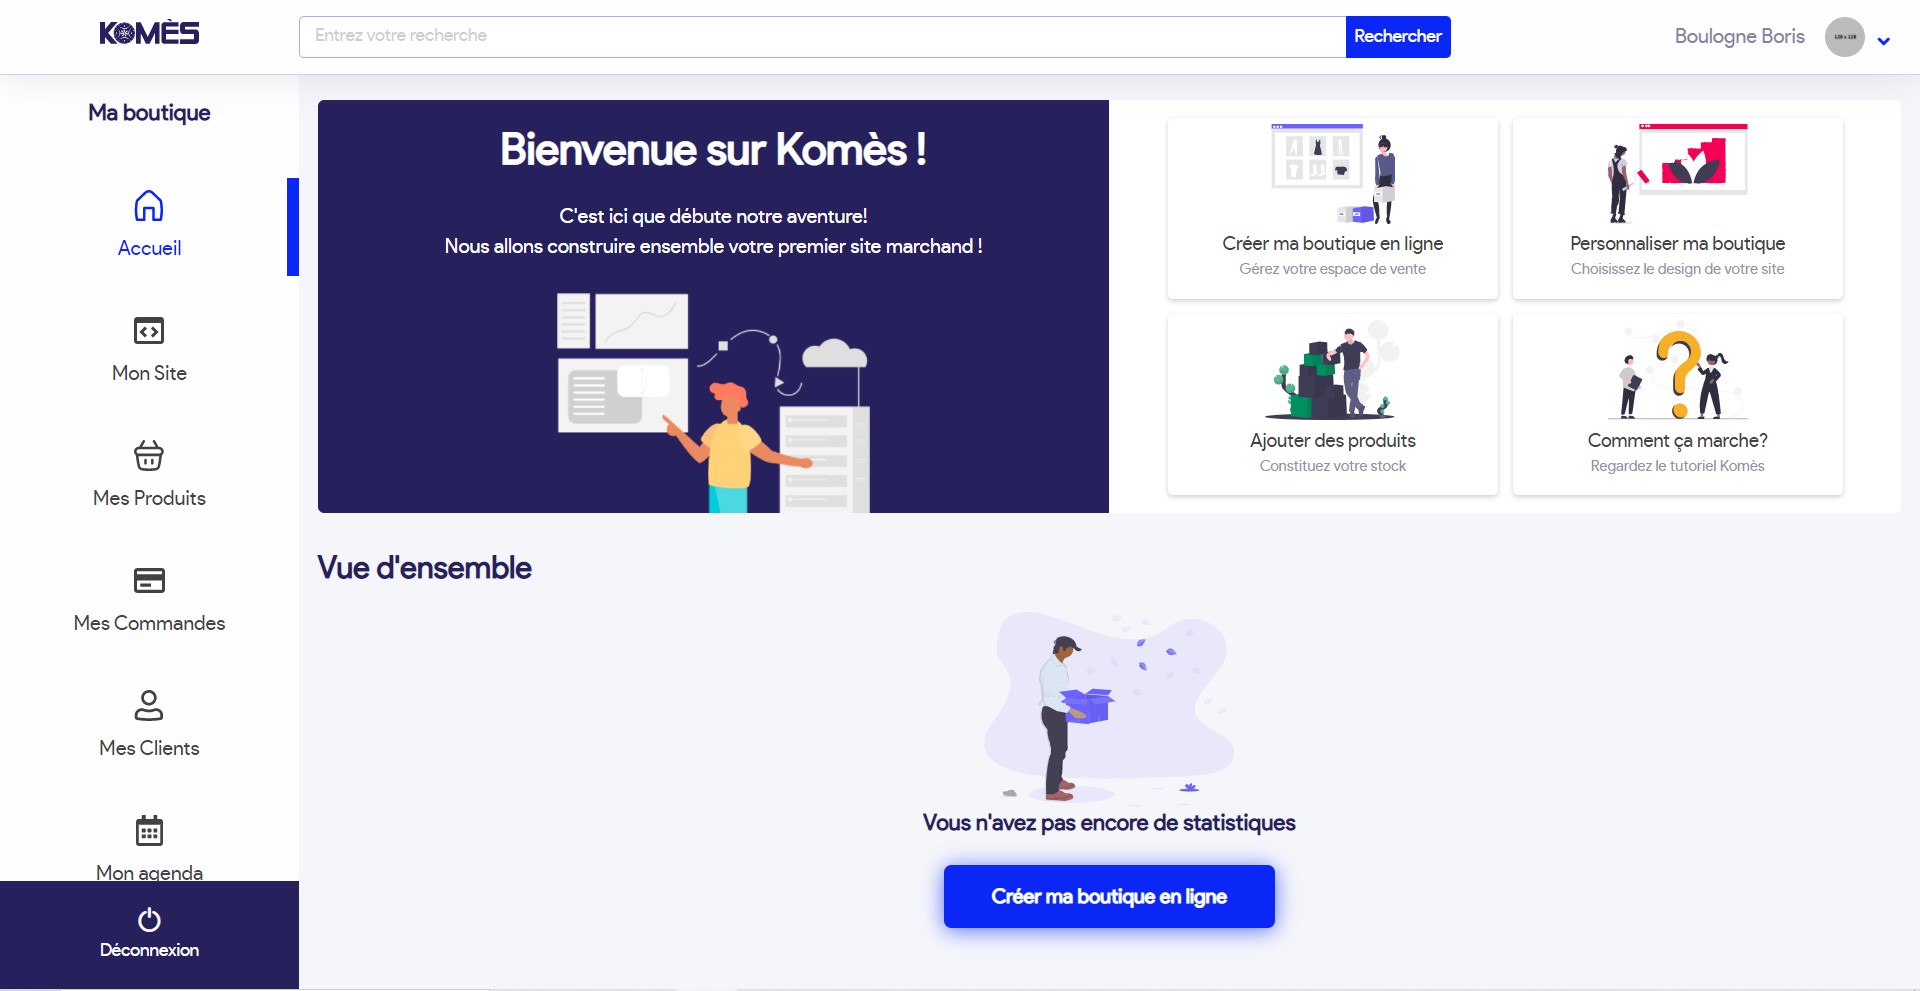 KOMÈS
Entrez votre recherche
Rechercher
Boulogne Boris
Ma boutique
Accueil
Mon Site
Mes Produits
Mes Commandes
Mes Clients
Mon agenda
Déconnexion
Bienvenue sur Komès !
C'est ici que débute notre aventure!
Nous allons construire ensemble votre premier site marchand !
Créer ma boutique en ligne
Gérez votre espace de vente
Personnaliser ma boutique
Choisissez le design de votre site
Ajouter des produits
Constituez votre stock
Comment ça marche?
Regardez le tutoriel Komès
Vue d'ensemble
Vous n'avez pas encore de statistiques
Créer ma boutique en ligne